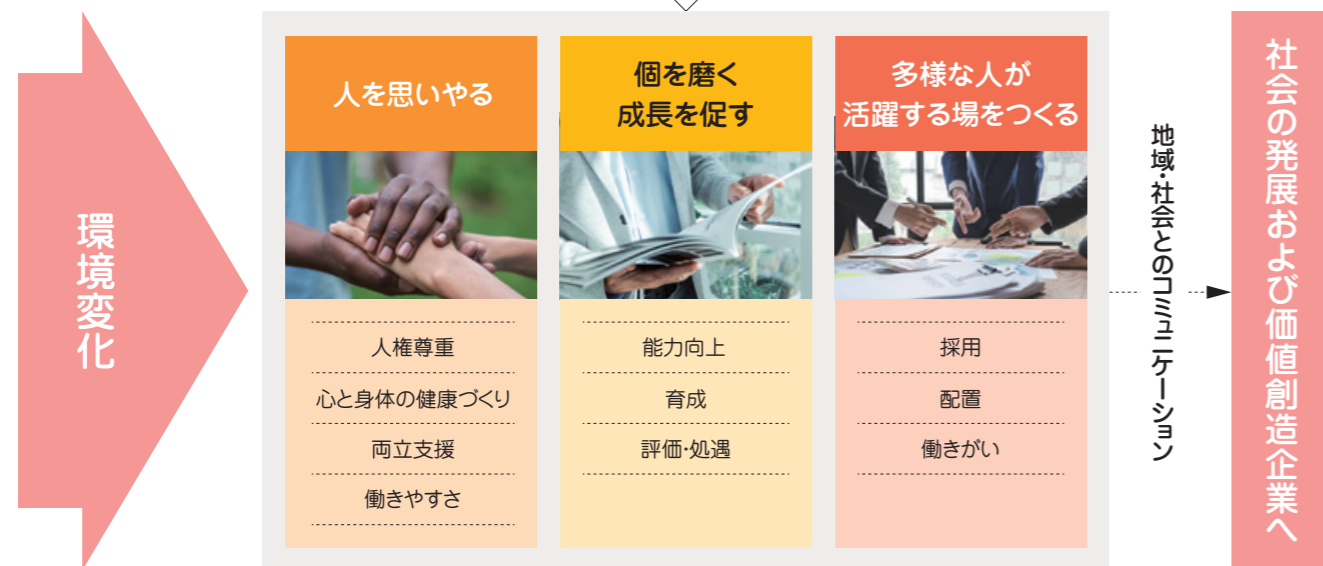 環境変化
人を思いやる
人権尊重
心と身体の健康づくり
両立支援
働きやすさ
個を磨く
成長を促す
能力向上
育成
評価・処遇
多様な人が
活躍する場をつくる
採用
配置
働きがい
地域・社会とのコミュニケーション
社会の発展および価値創造企業へ